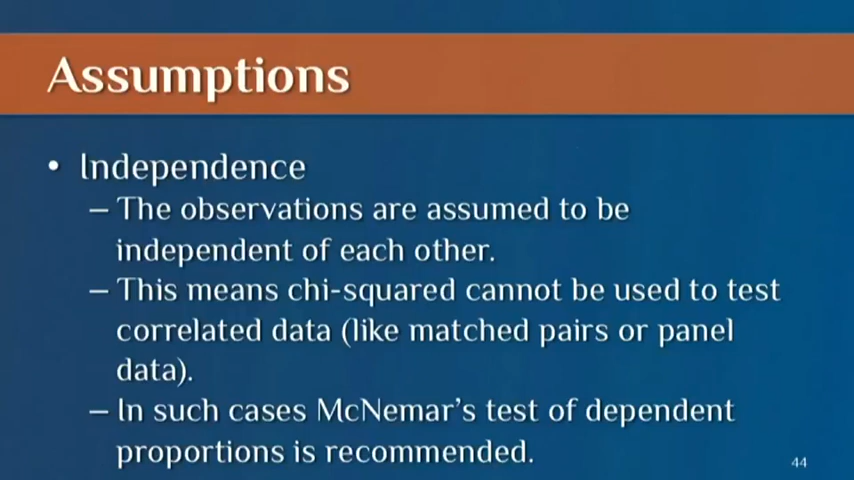 Assumptions
• Independence
– The observations are assumed to be
independent of each other.
– This means chi-squared cannot be used to test
correlated data (like matched pairs or panel
data).
– In such cases McNemar's test of dependent
proportions is recommended.
44